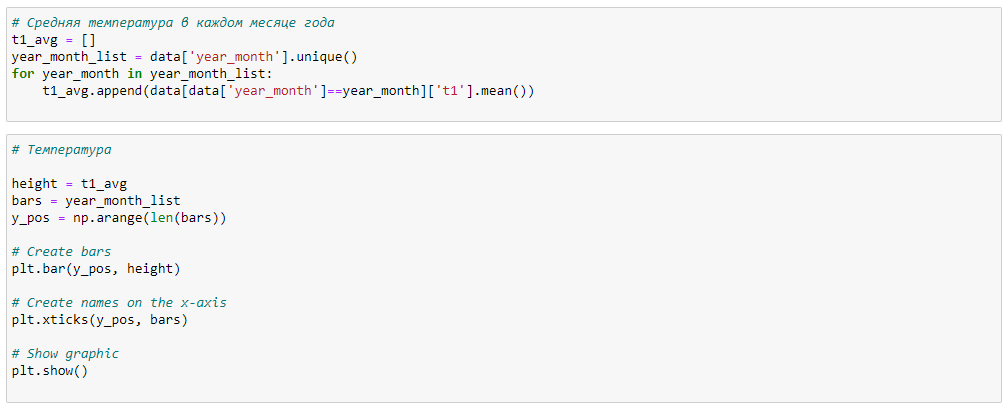 # Средняя температура в каждом месяце года
t1_avg = []
year_month_list = data['year_month'].unique()
for year_month in year_month_list:
    t1_avg.append(data[data['year_month']==year_month]['t1'].mean())
# Температура
height = t1_avg
bars = year_month_list
y_pos = np.arange(len(bars))
# Create bars
plt.bar(y_pos, height)
# Create names on the x-axis
plt.xticks(y_pos, bars)
# Show graphic
plt.show()